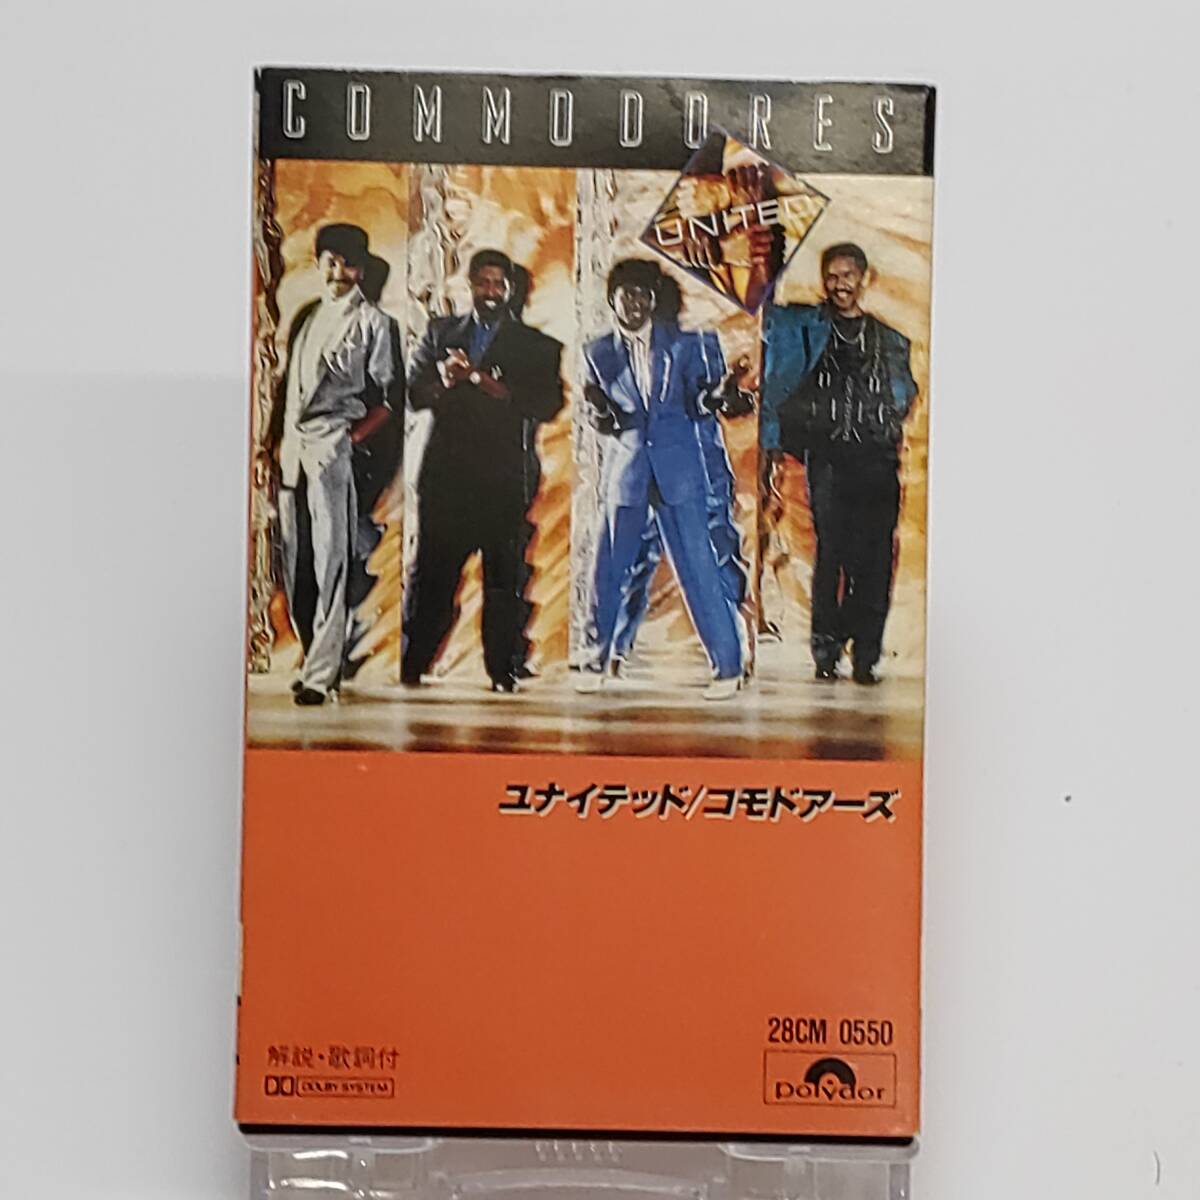 COMMODORES
UNITED
ユナイテッド/コモドアーズ
28CM 0550
解説・歌詞付
DOLBY SYSTEM
polydor